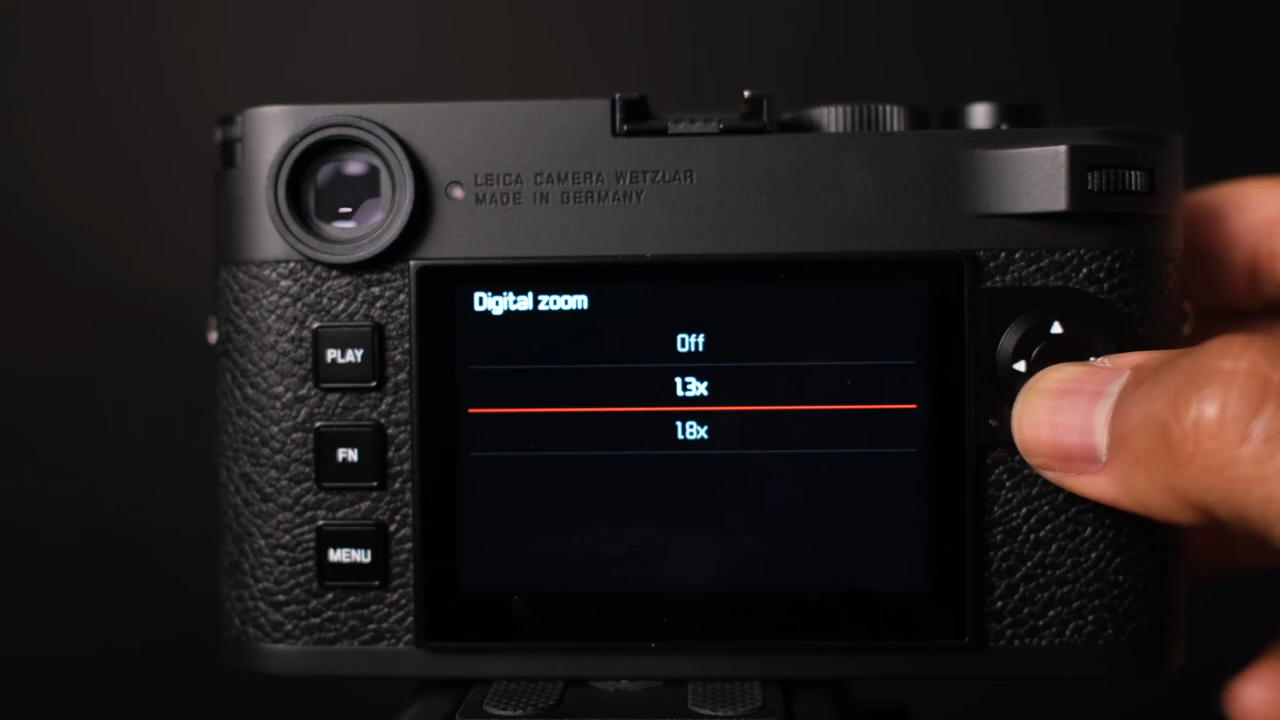 LEICA CAMERA WETZLAR
MADE IN GERMANY
Digital zoom
Off
1.3x
1.8x
PLAY
FN
MENU